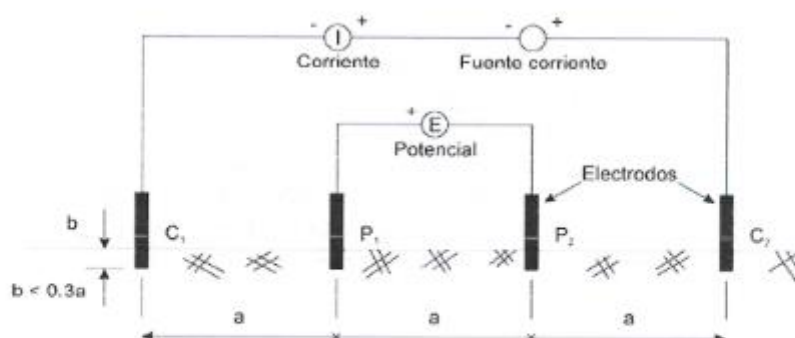 - + - +
I
Corriente Fuente corriente
+
E
Potencial
Electrodos
b C₁ P₁ P₂ C₂
b < 0.3a
a a a